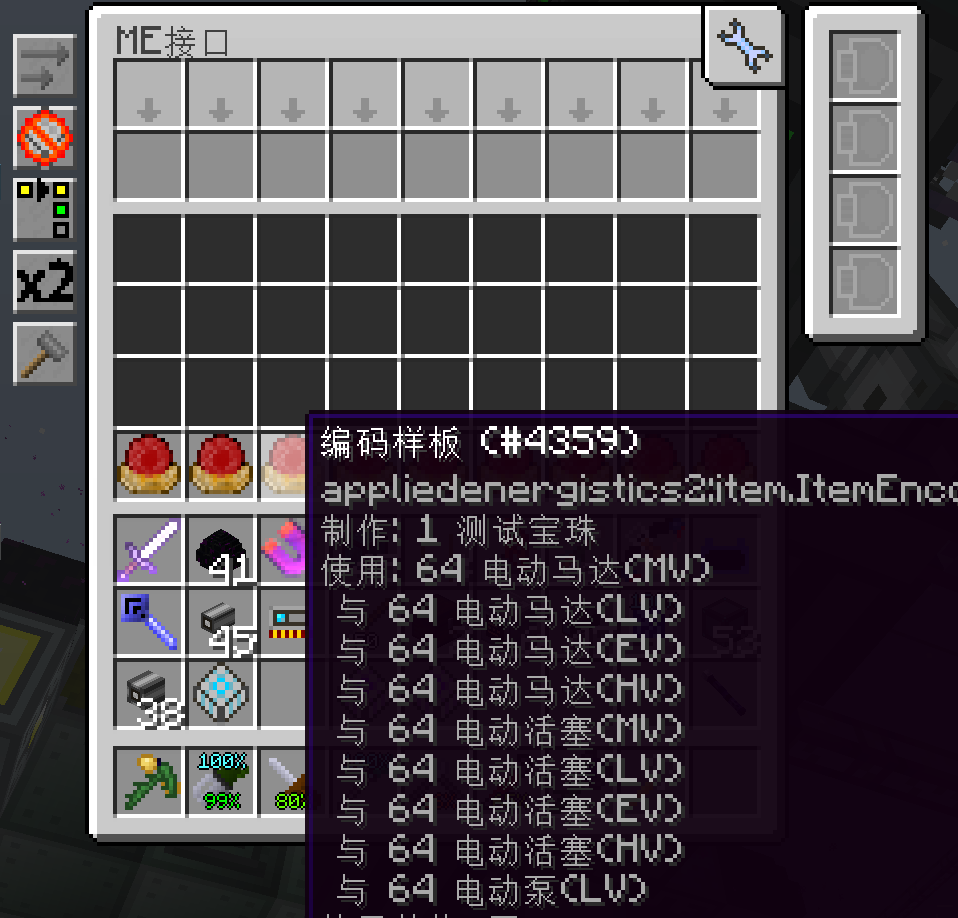 ME接口
x2
编码样板 (#4359)
appliedenergistics2:item.ItemEnco
制作: 1 测试宝珠
使用: 64 电动马达(MV)
与 64 电动马达(LV)
与 64 电动马达(EV)
与 64 电动马达(HV)
与 64 电动活塞(MV)
与 64 电动活塞(LV)
与 64 电动活塞(EV)
与 64 电动活塞(HV)
与 64 电动泵(LV)
41
45
53
38
100%
99%
80%